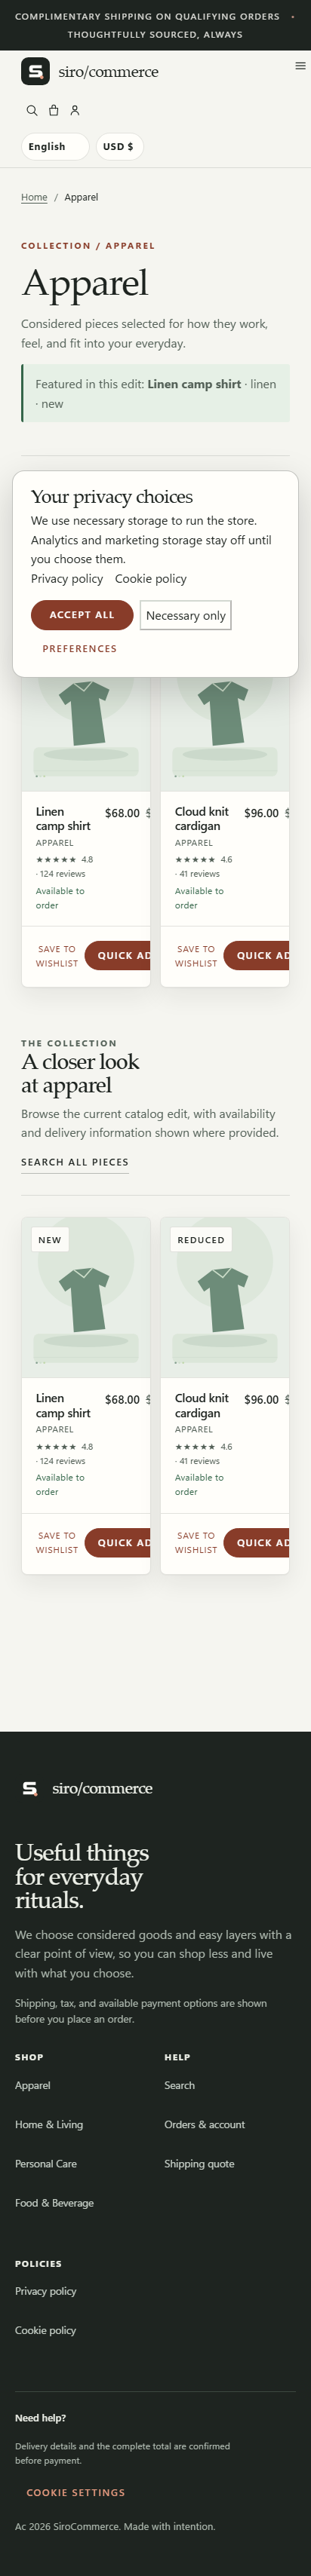 COMPLIMENTARY SHIPPING ON QUALIFYING ORDERS •
THOUGHTFULLY SOURCED, ALWAYS
siro/commerce
English
USD $
Home / Apparel
COLLECTION / APPAREL
Apparel
Considered pieces selected for how they work,
feel, and fit into your everyday.
Featured in this edit: Linen camp shirt · linen
· new
Your privacy choices
We use necessary storage to run the store.
Analytics and marketing storage stay off until
you choose them.
Privacy policy Cookie policy
ACCEPT ALL
Necessary only
PREFERENCES
Linen
camp shirt
$68.00
APPAREL
★★★★★ 4.8
· 124 reviews
Available to
order
SAVE TO
WISHLIST
QUICK AD
Cloud knit
cardigan
$96.00
APPAREL
★★★★★ 4.6
· 41 reviews
Available to
order
SAVE TO
WISHLIST
QUICK AD
THE COLLECTION
A closer look
at apparel
Browse the current catalog edit, with availability
and delivery information shown where provided.
SEARCH ALL PIECES
NEW
Linen
camp shirt
$68.00
APPAREL
★★★★★ 4.8
· 124 reviews
Available to
order
SAVE TO
WISHLIST
QUICK AD
REDUCED
Cloud knit
cardigan
$96.00
APPAREL
★★★★★ 4.6
· 41 reviews
Available to
order
SAVE TO
WISHLIST
QUICK AD
siro/commerce
Useful things
for everyday
rituals.
We choose considered goods and easy layers with a
clear point of view, so you can shop less and live
with what you choose.
Shipping, tax, and available payment options are shown
before you place an order.
SHOP
Apparel
Home & Living
Personal Care
Food & Beverage
HELP
Search
Orders & account
Shipping quote
POLICIES
Privacy policy
Cookie policy
Need help?
Delivery details and the complete total are confirmed
before payment.
COOKIE SETTINGS
Ac 2026 SiroCommerce. Made with intention.